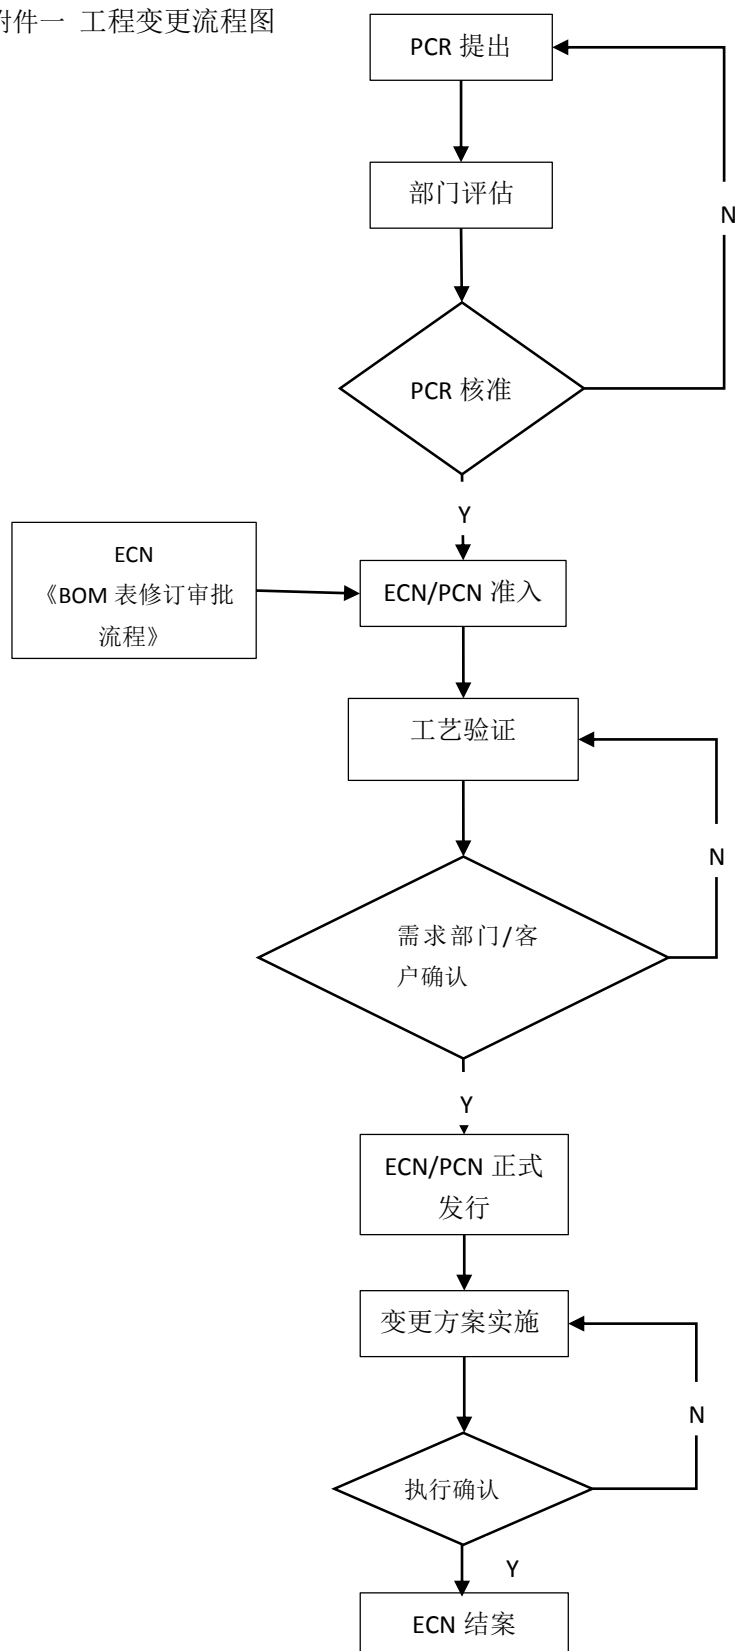 附件一 工程变更流程图
PCR 提出
部门评估
N
PCR 核准
Y
ECN
《BOM 表修订审批
流程》
ECN/PCN 准入
工艺验证
N
需求部门/客
户确认
Y
ECN/PCN 正式
发行
变更方案实施
N
执行确认
Y
ECN 结案